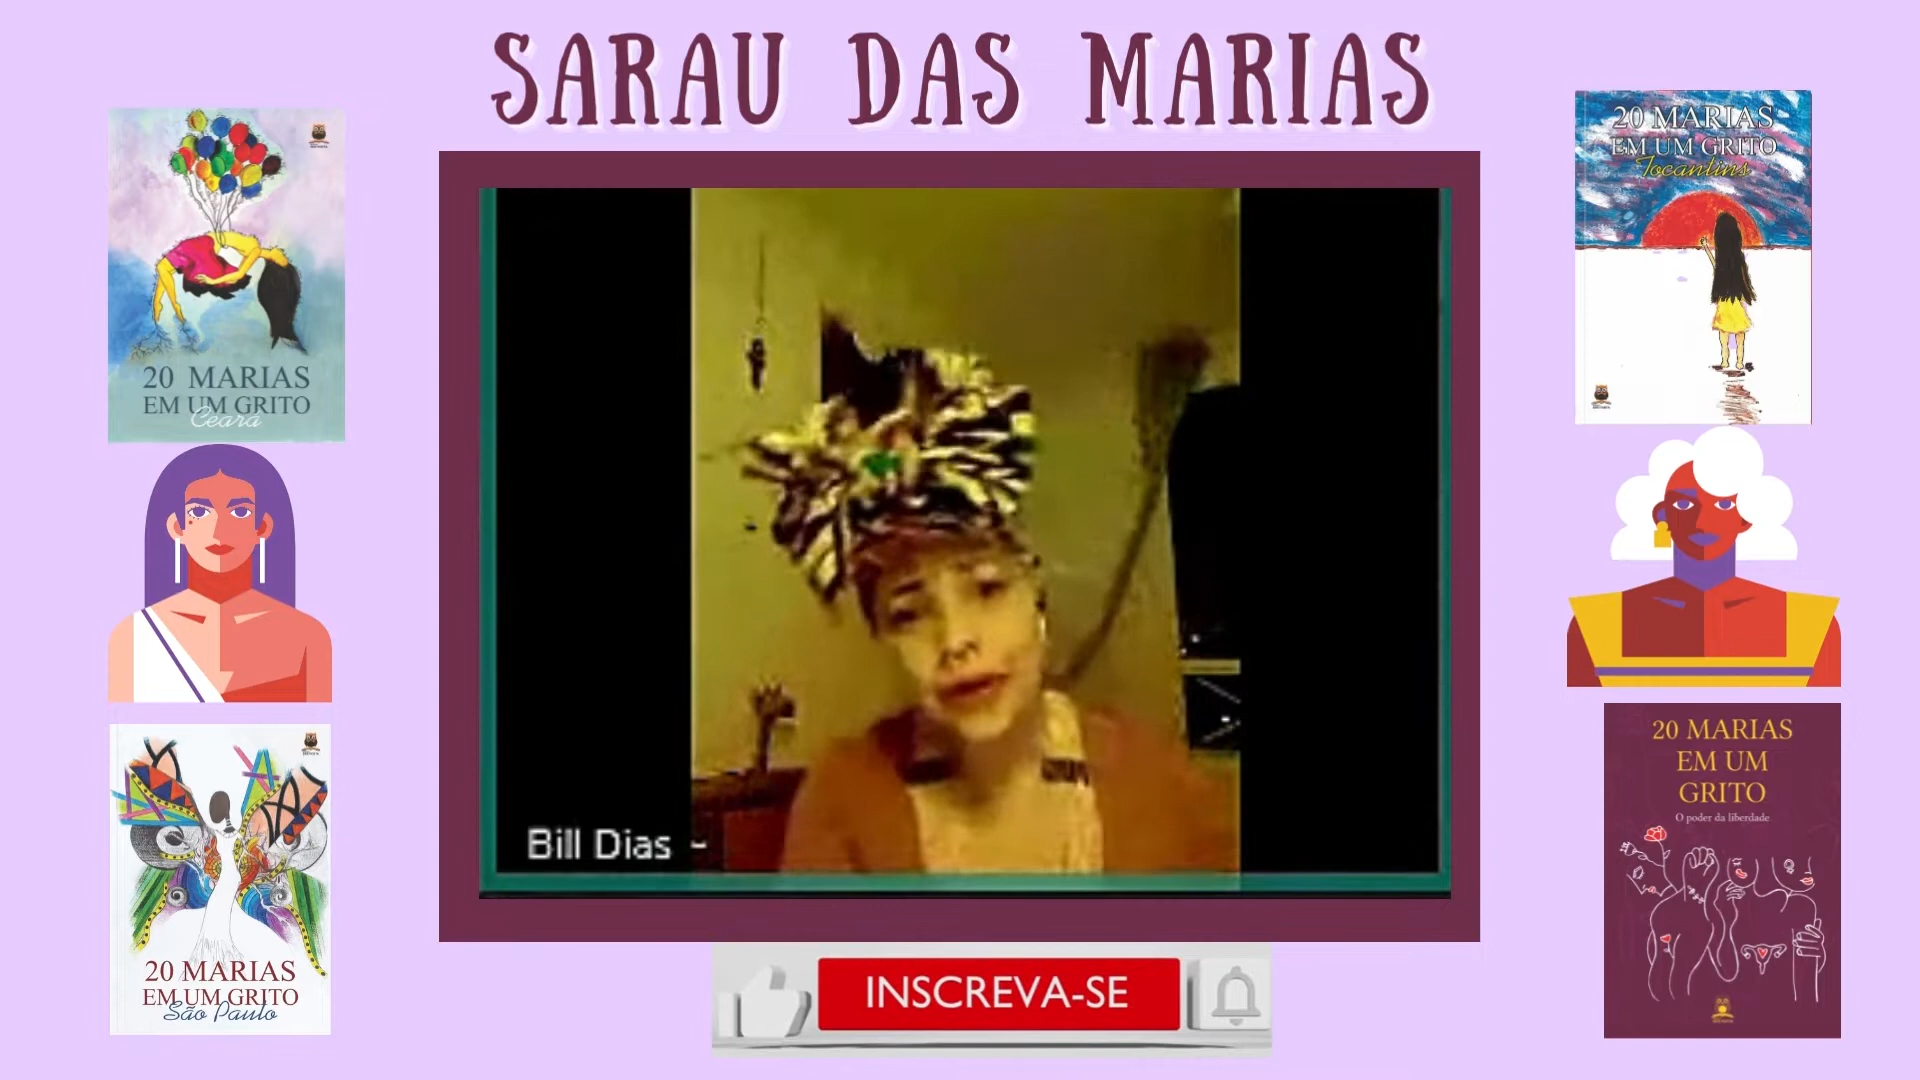 SARAU DAS MARIAS
20 MARIAS
EM UM GRITO
Ceará
20 MARIAS
EM UM GRITO
Tocantins
Bill Dias -
20 MARIAS
EM UM GRITO
São Paulo
20 MARIAS
EM UM
GRITO
O poder da liberdade
INSCREVA-SE